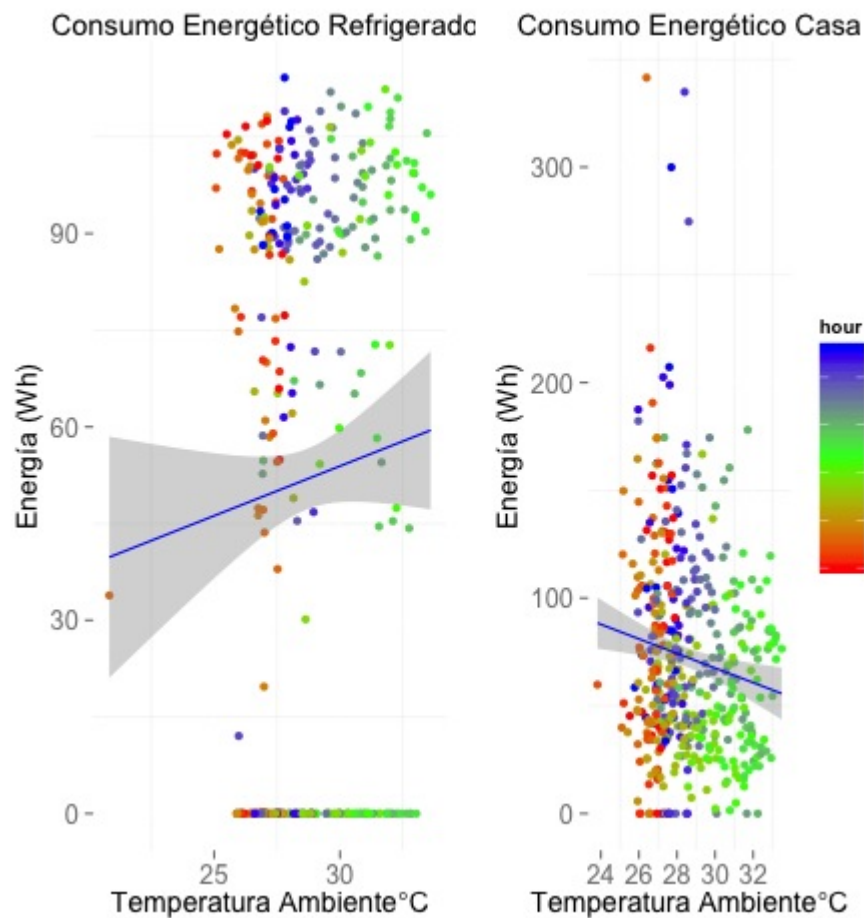 Consumo Energético Refrigerado
Consumo Energético Casa
Energía (Wh)
90
60
30
0
25
30
Temperatura Ambiente°C
Energía (Wh)
300
200
100
0
24
26
28
30
32
Temperatura Ambiente°C
hour